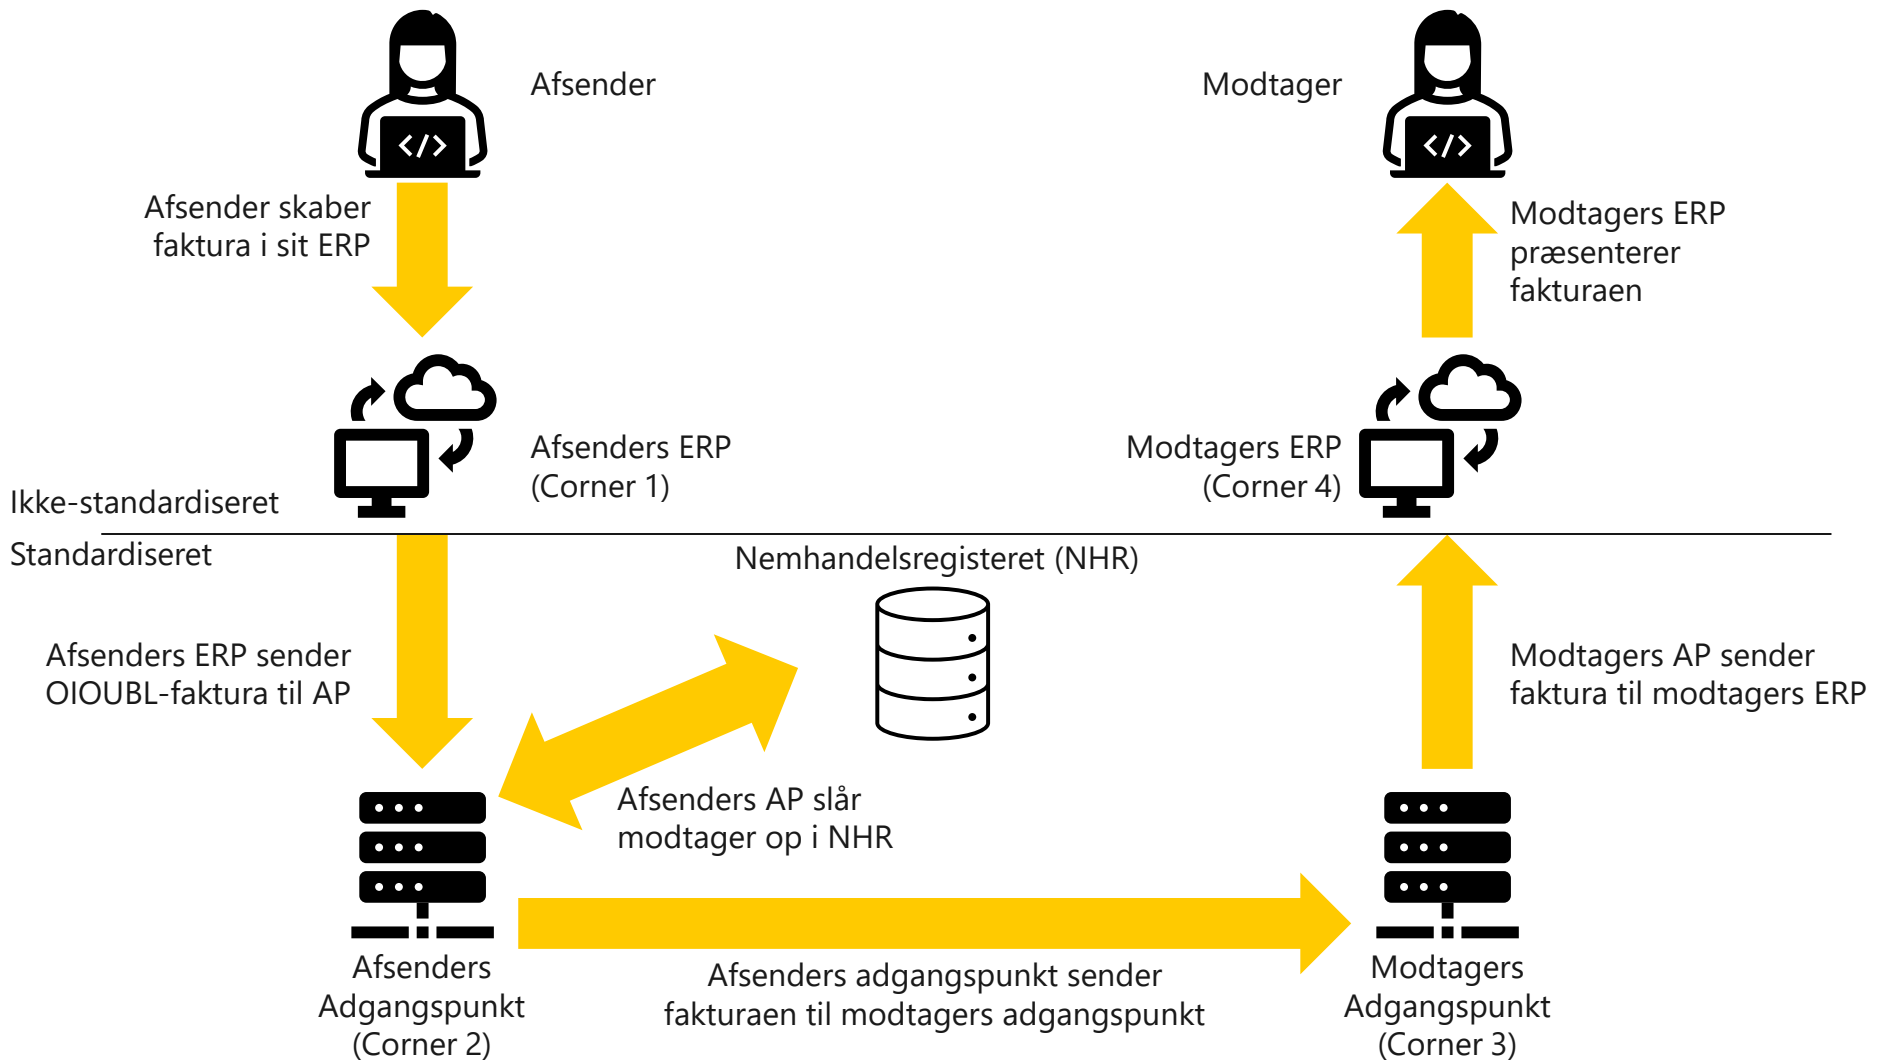 Afsender
Modtager
</>
</>
Afsender skaber
faktura i sit ERP
Modtagers ERP
præsenterer
fakturaen
Afsenders ERP
(Corner 1)
Modtagers ERP
(Corner 4)
Ikke-standardiseret
Standardiseret
Nemhandelsregisteret (NHR)
Afsenders ERP sender
OIOUBL-faktura til AP
Modtagers AP sender
faktura til modtagers ERP
Afsenders AP slår
modtager op i NHR
Afsenders
Adgangspunkt
(Corner 2)
Afsenders adgangspunkt sender
fakturaen til modtagers adgangspunkt
Modtagers
Adgangspunkt
(Corner 3)